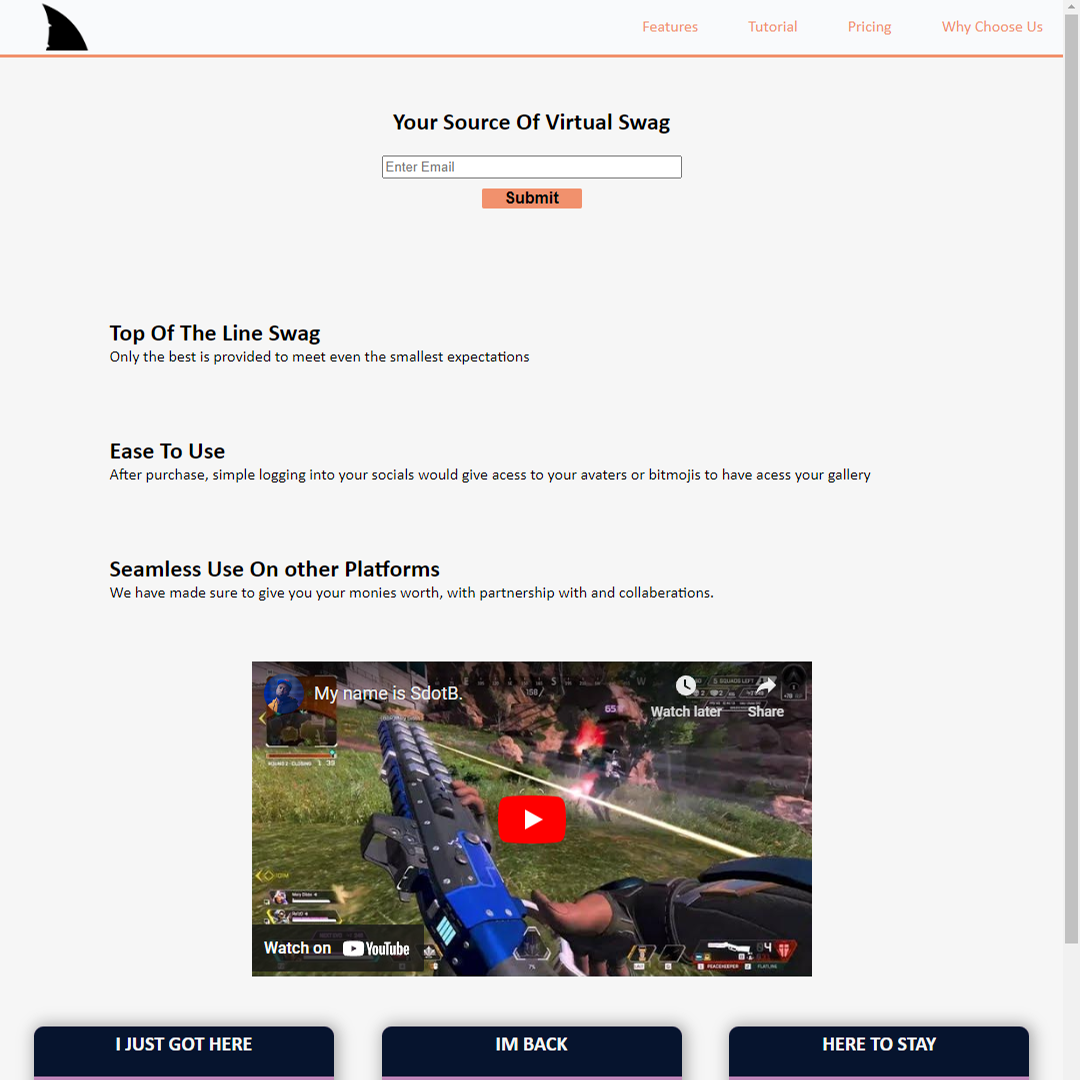 Features Tutorial Pricing Why Choose Us
Your Source Of Virtual Swag
Enter Email
Submit
Top Of The Line Swag
Only the best is provided to meet even the smallest expectations
Ease To Use
After purchase, simple logging into your socials would give acess to your avaters or bitmojis to have acess your gallery
Seamless Use On other Platforms
We have made sure to give you your monies worth, with partnership with and collaberations.
My name is SdotB.
Watch later
Share
Watch on YouTube
I JUST GOT HERE
IM BACK
HERE TO STAY